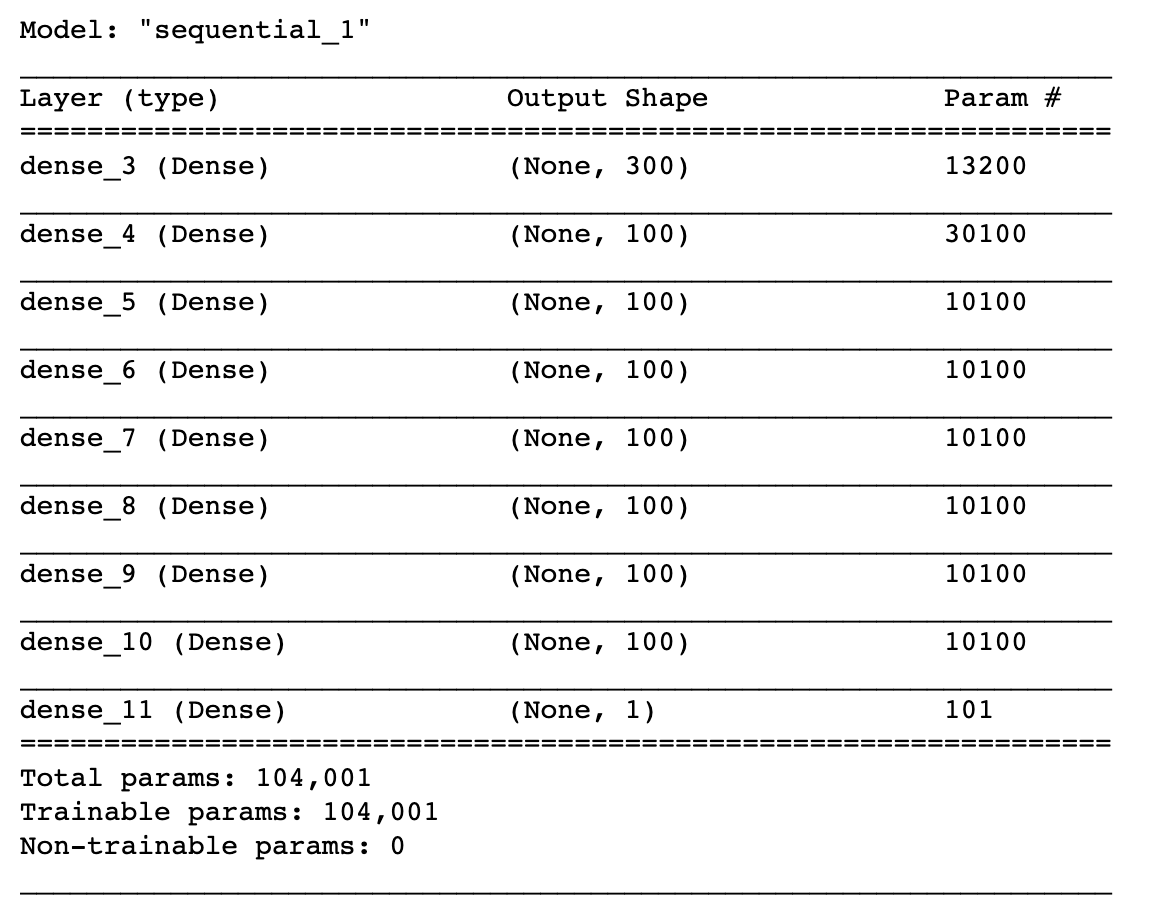 Model: "sequential_1"
Layer (type) Output Shape Param #
dense_3 (Dense) (None, 300) 13200
dense_4 (Dense) (None, 100) 30100
dense_5 (Dense) (None, 100) 10100
dense_6 (Dense) (None, 100) 10100
dense_7 (Dense) (None, 100) 10100
dense_8 (Dense) (None, 100) 10100
dense_9 (Dense) (None, 100) 10100
dense_10 (Dense) (None, 100) 10100
dense_11 (Dense) (None, 1) 101
Total params: 104,001
Trainable params: 104,001
Non-trainable params: 0